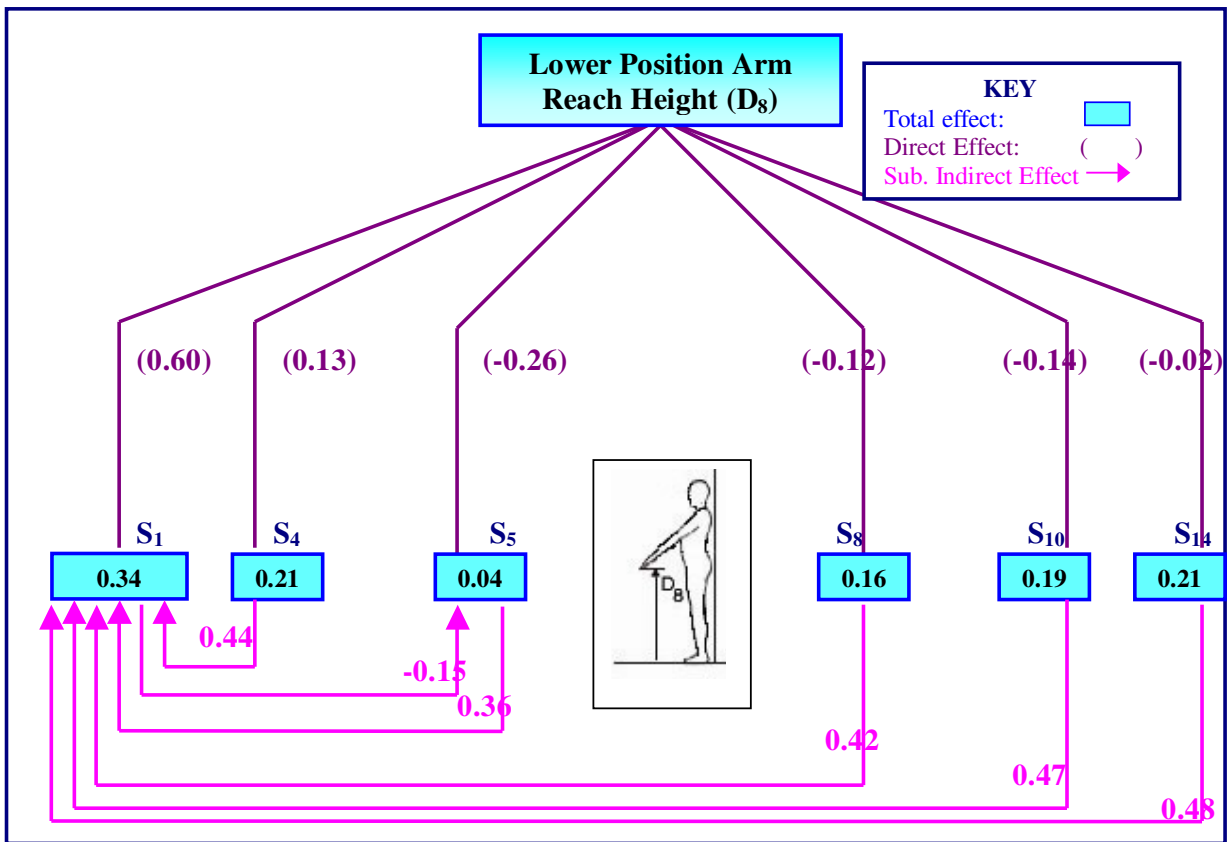 Lower Position Arm
Reach Height (D₈)
KEY
Total effect:
Direct Effect: ( )
Sub. Indirect Effect
(0.60) (0.13) (-0.26) (-0.12) (-0.14) (-0.02)
S₁ S₄ S₅ S₈ S₁₀ S₁₄
0.34 0.21 0.04 0.16 0.19 0.21
D₈
0.44
-0.15
0.36
0.42
0.47
0.48